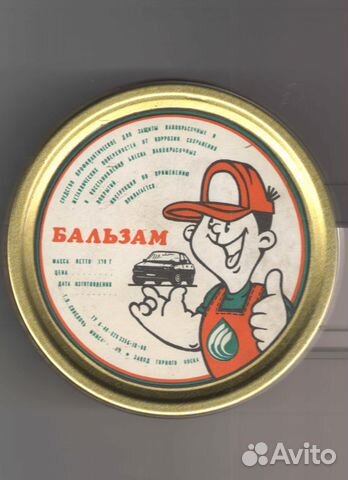 СРЕДСТВО ПРОФИЛАКТИЧЕСКОЕ ДЛЯ ЗАЩИТЫ ЛАКОКРАСОЧНЫХ И
МЕТАЛЛИЧЕСКИХ ПОВЕРХНОСТЕЙ ОТ КОРРОЗИИ СОХРАНЕНИЯ
И ВОССТАНОВЛЕНИЯ БЛЕСКА ЛАКОКРАСОЧНЫХ
ПОКРЫТИЙ ИНСТРУКЦИЯ ПО ПРИМЕНЕНИЮ
ПРИЛАГАЕТСЯ
БАЛЬЗАМ
МАССА НЕТТО 370 Г
ЦЕНА
ДАТА ИЗГОТОВЛЕНИЯ
ЗАВОД ГОРНОГО ВОСКА
Avito